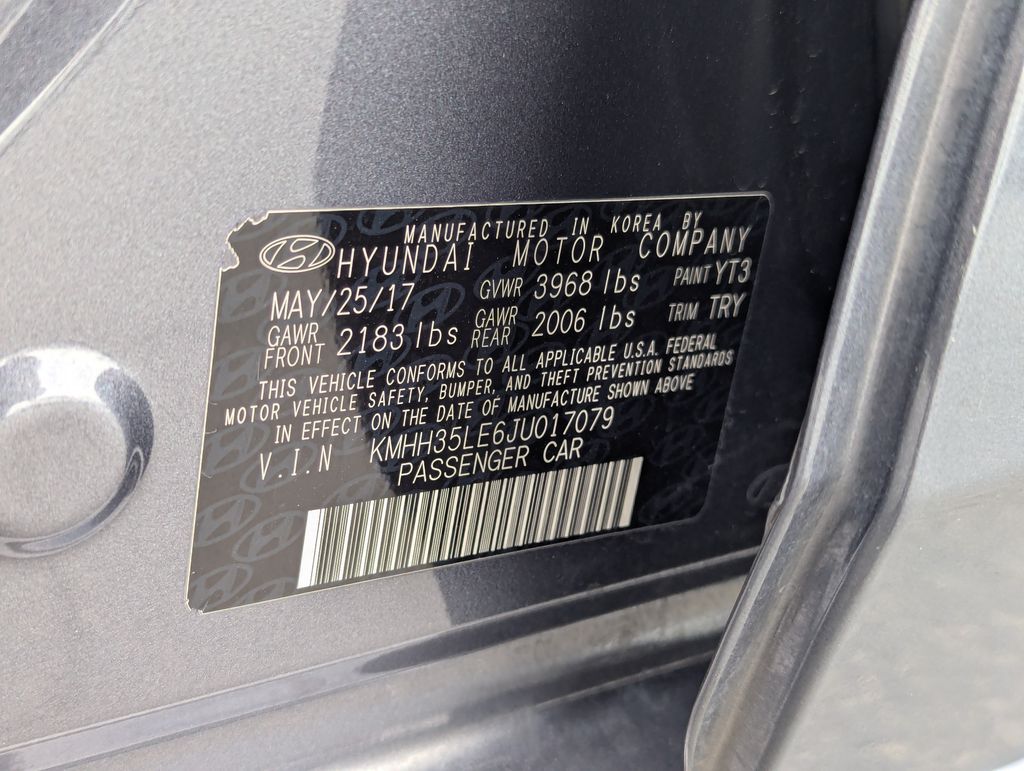 MANUFACTURED IN KOREA BY
HYUNDAI MOTOR COMPANY
MAY/25/17 GVWR 3968 lbs PAINT YT3
GAWR FRONT 2183 lbs GAWR REAR 2006 lbs TRIM TRY
THIS VEHICLE CONFORMS TO ALL APPLICABLE U.S.A. FEDERAL
MOTOR VEHICLE SAFETY, BUMPER, AND THEFT PREVENTION STANDARDS
IN EFFECT ON THE DATE OF MANUFACTURE SHOWN ABOVE
V.I.N KMHH35LE6JU017079
PASSENGER CAR